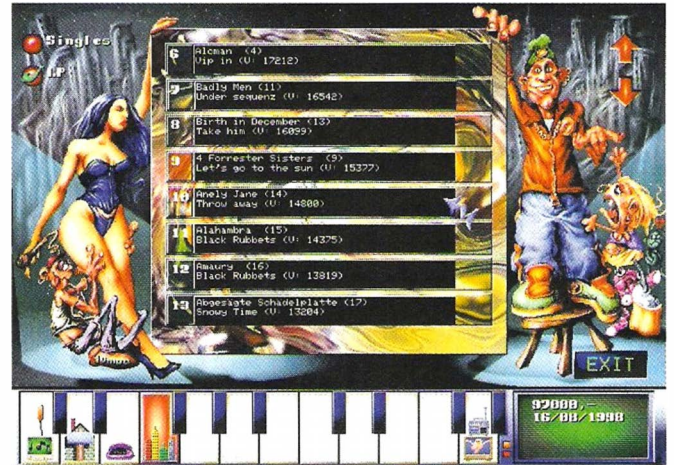 Singles
LP
6
Alcman (4)
Vip in (V: 17212)
7
Badly Men (11)
Under sequenz (V: 16542)
8
Birth in December (13)
Take him (V: 16099)
9
4 Forrester Sisters (9)
Let's go to the sun (V: 15377)
10
Anely Jane (14)
Throw away (V: 14800)
11
Alahambra (15)
Black Rubbets (V: 14375)
12
Amaury (16)
Black Rubbets (V: 13819)
13
Abgesagte Schadelplatte (17)
Snowy Time (V: 13204)
EXIT
97000,-
16/08/1998